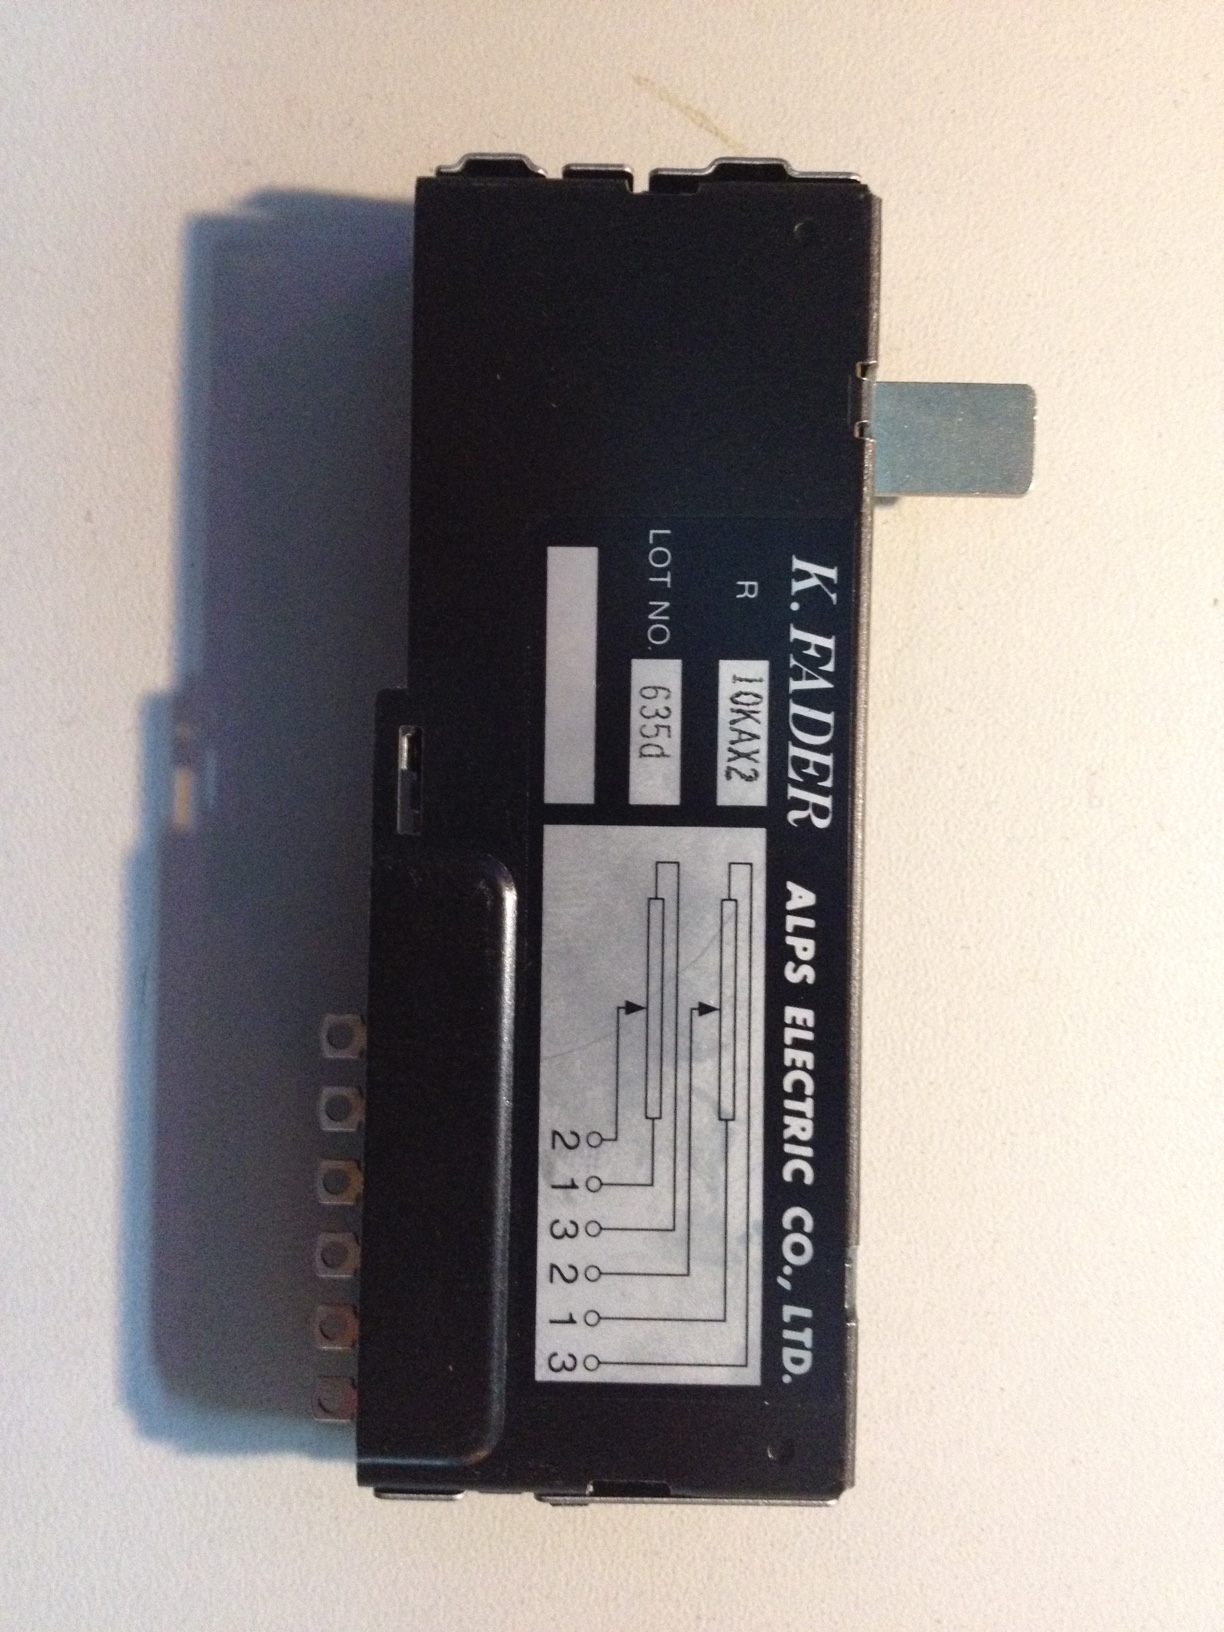 K. FADER ALPS ELECTRIC CO., LTD.
R 10KAX2
LOT NO. 635d
2 1 3 2 1 3